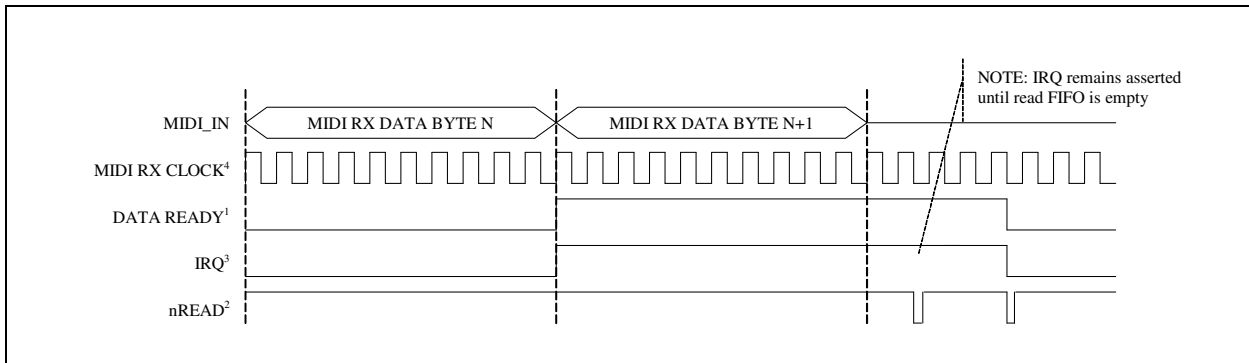 NOTE: IRQ remains asserted
until read FIFO is empty
MIDI_IN
MIDI RX DATA BYTE N
MIDI RX DATA BYTE N+1
MIDI RX CLOCK⁴
DATA READY¹
IRQ³
nREAD²